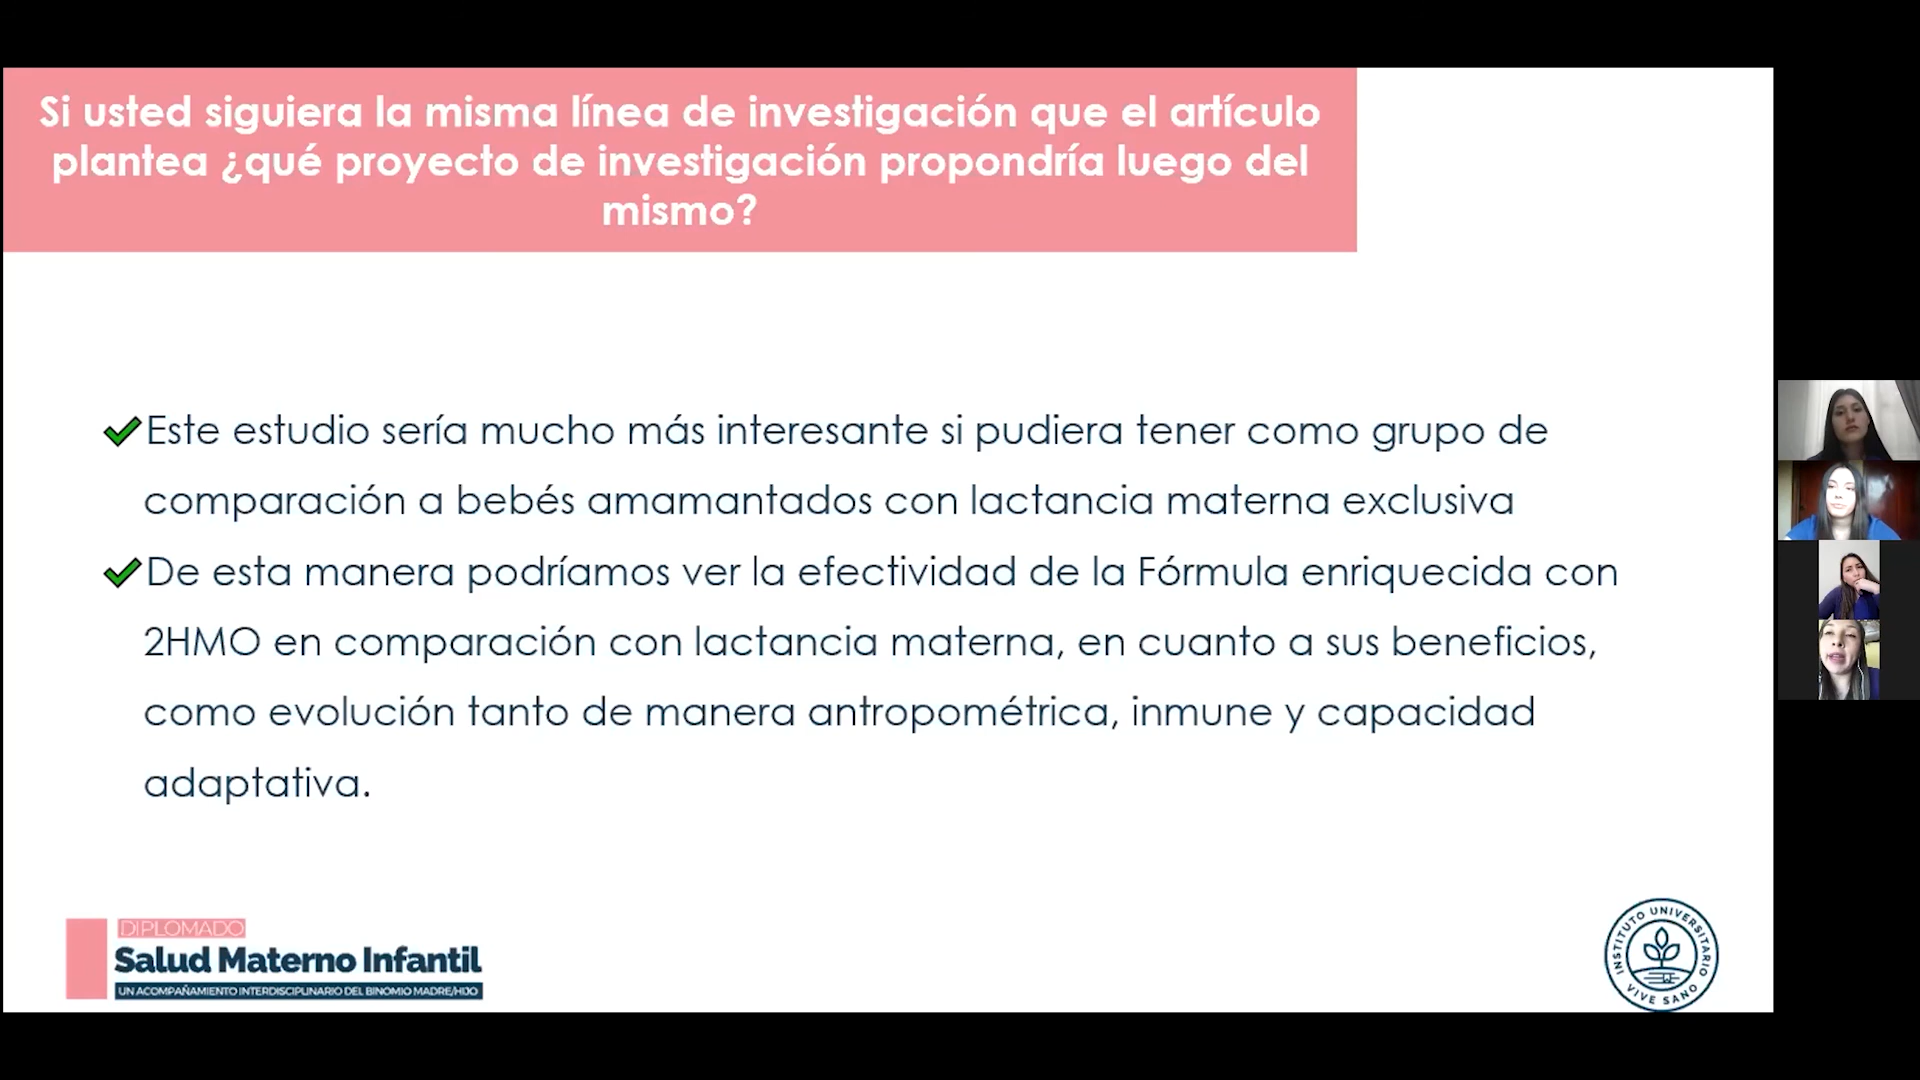 Si usted siguiera la misma línea de investigación que el artículo
plantea ¿qué proyecto de investigación propondría luego del
mismo?
Este estudio sería mucho más interesante si pudiera tener como grupo de
comparación a bebés amamantados con lactancia materna exclusiva
De esta manera podríamos ver la efectividad de la Fórmula enriquecida con
2HMO en comparación con lactancia materna, en cuanto a sus beneficios,
como evolución tanto de manera antropométrica, inmune y capacidad
adaptativa.
DIPLOMADO
Salud Materno Infantil
UN ACOMPAÑAMIENTO INTERDISCIPLINARIO DEL BINOMIO MADRE/HIJO
INSTITUTO UNIVERSITARIO
VIVE SANO